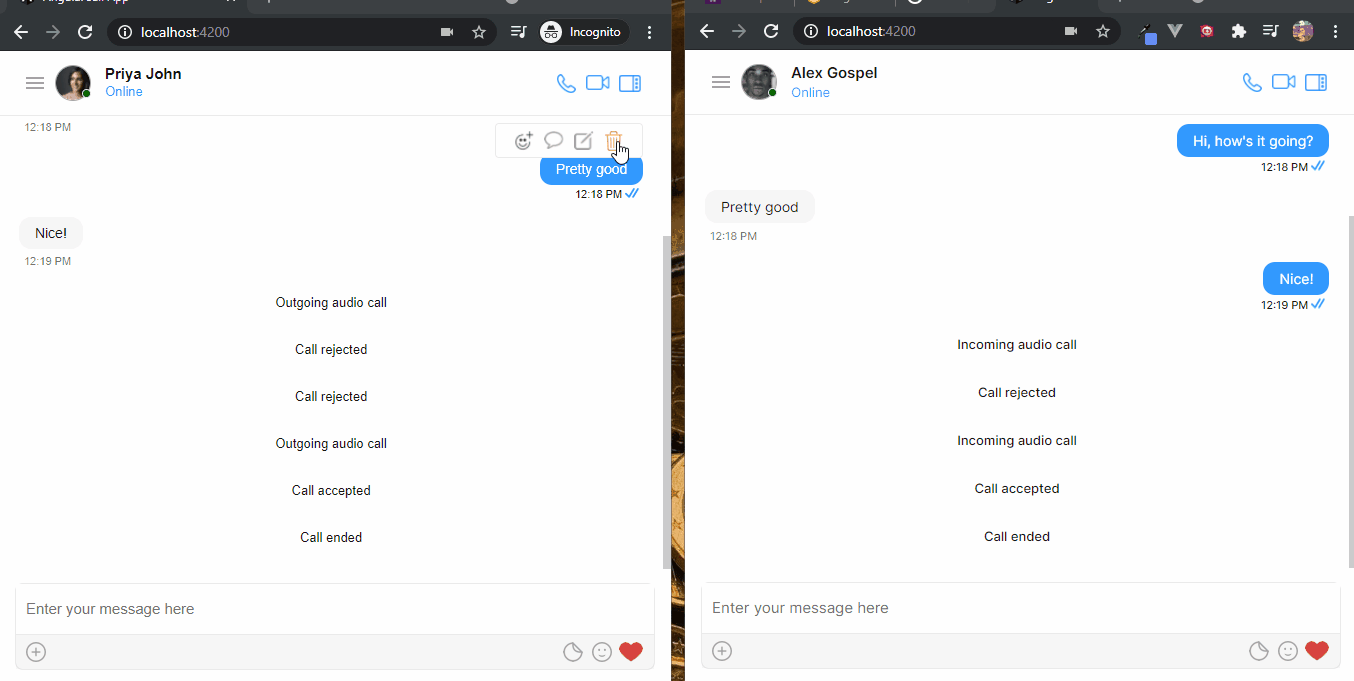 localhost:4200
Incognito
Priya John
Online
12:18 PM
Pretty good
12:18 PM
Nice!
12:19 PM
Outgoing audio call
Call rejected
Call rejected
Outgoing audio call
Call accepted
Call ended
Enter your message here
localhost:4200
Alex Gospel
Online
Hi, how's it going?
12:18 PM
Pretty good
12:18 PM
Nice!
12:19 PM
Incoming audio call
Call rejected
Incoming audio call
Call accepted
Call ended
Enter your message here